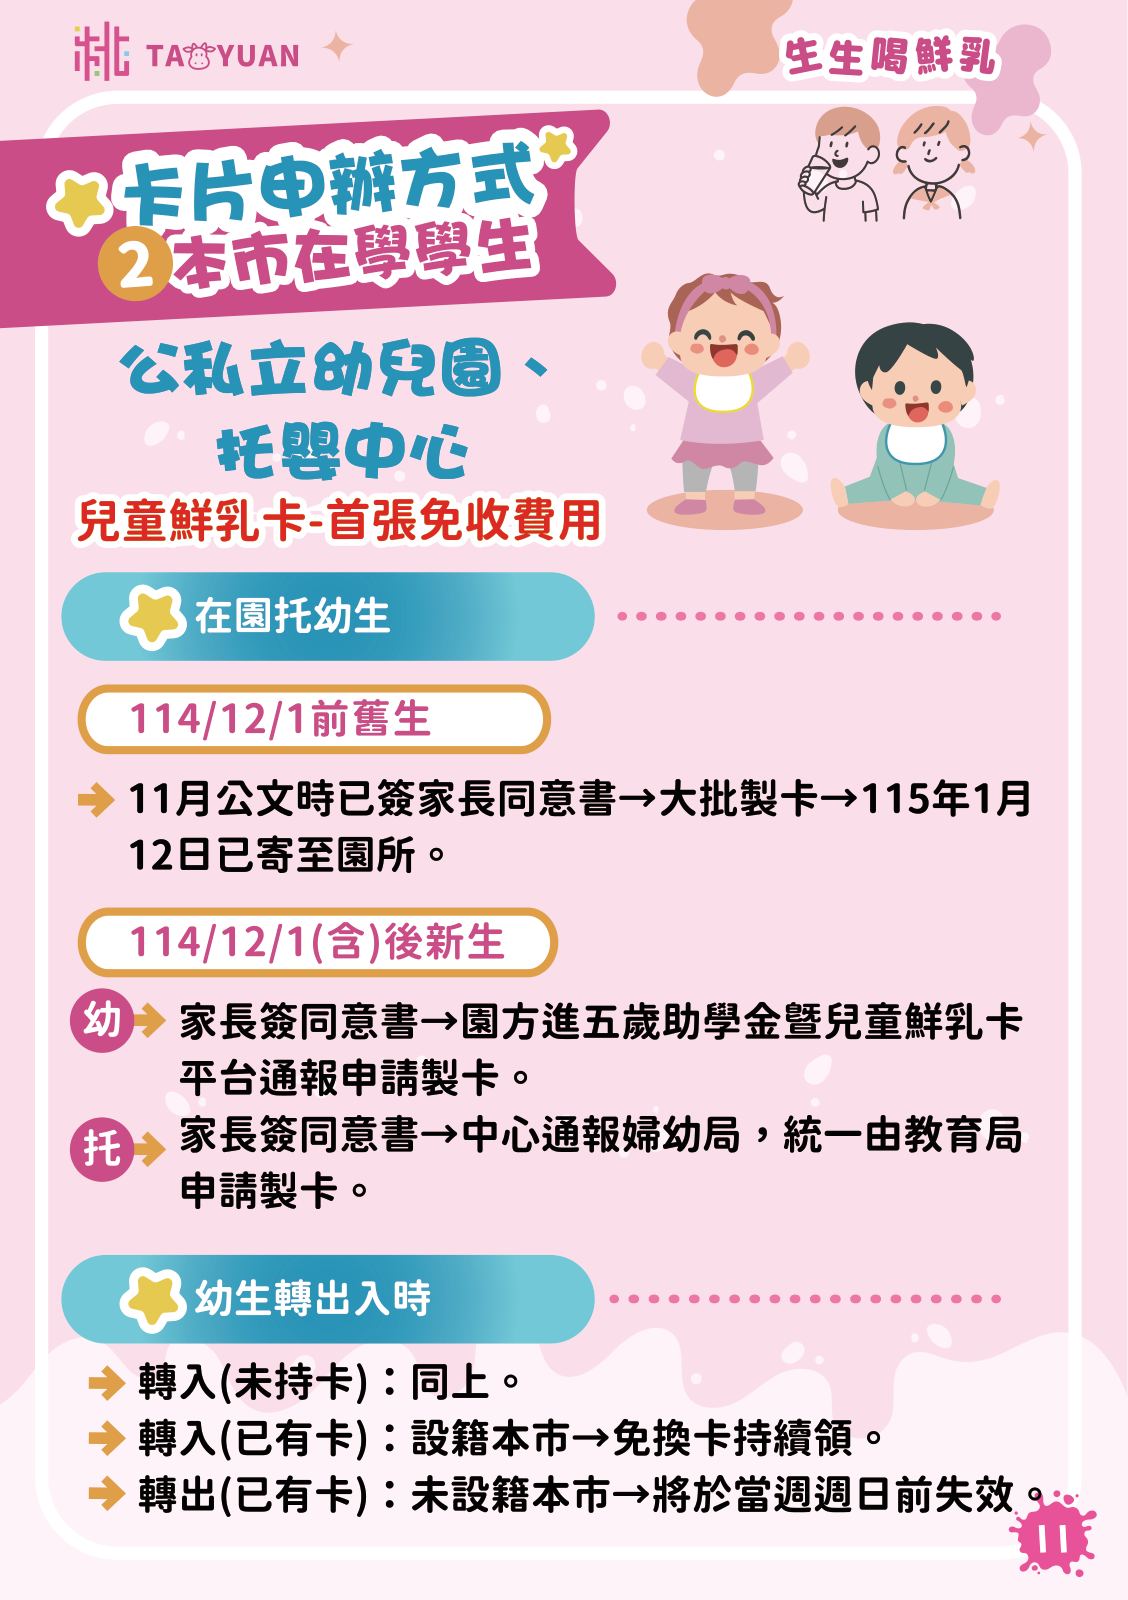 桃 TAOYUAN
生生喝鮮乳
卡片申辦方式
2本市在學學生
公私立幼兒園、
托嬰中心
兒童鮮乳卡-首張免收費用
在園托幼生
114/12/1前舊生
11月公文時已簽家長同意書→大批製卡→115年1月
12日已寄至園所。
114/12/1(含)後新生
幼 家長簽同意書→園方進五歲助學金暨兒童鮮乳卡
平台通報申請製卡。
托 家長簽同意書→中心通報婦幼局，統一由教育局
申請製卡。
幼生轉出入時
轉入(未持卡)：同上。
轉入(已有卡)：設籍本市→免換卡持續領。
轉出(已有卡)：未設籍本市→將於當週週日前失效。
11